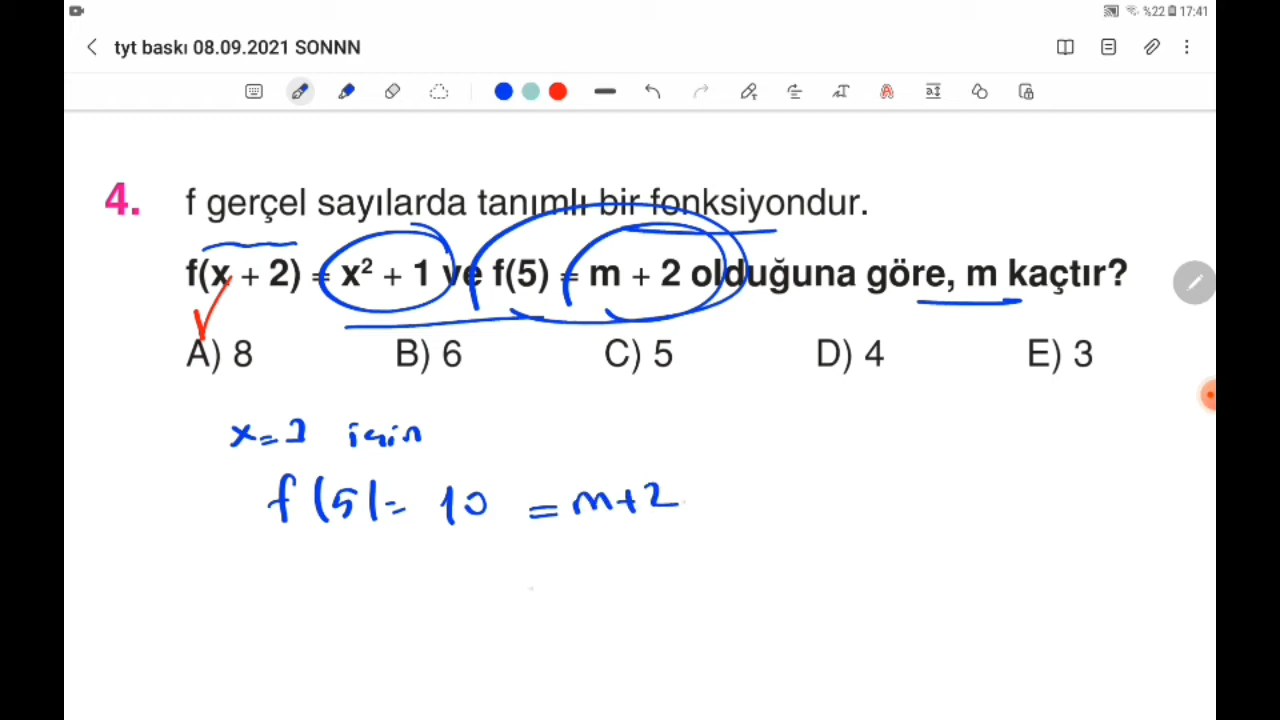 %22 17:41
tyt baskı 08.09.2021 SONNN
4. f gerçel sayılarda tanımlı bir fonksiyondur.
f(x + 2) = x² + 1 ve f(5) = m + 2 olduğuna göre, m kaçtır?
A) 8 B) 6 C) 5 D) 4 E) 3
x=3 için
f(5)= 10 = m+2